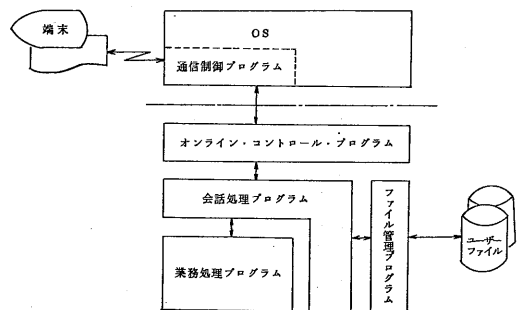 端末
OS
通信制御プログラム
オンライン・コントロール・プログラム
会話処理プログラム
ファイル管理プログラム
業務処理プログラム
ユーザー
ファイル